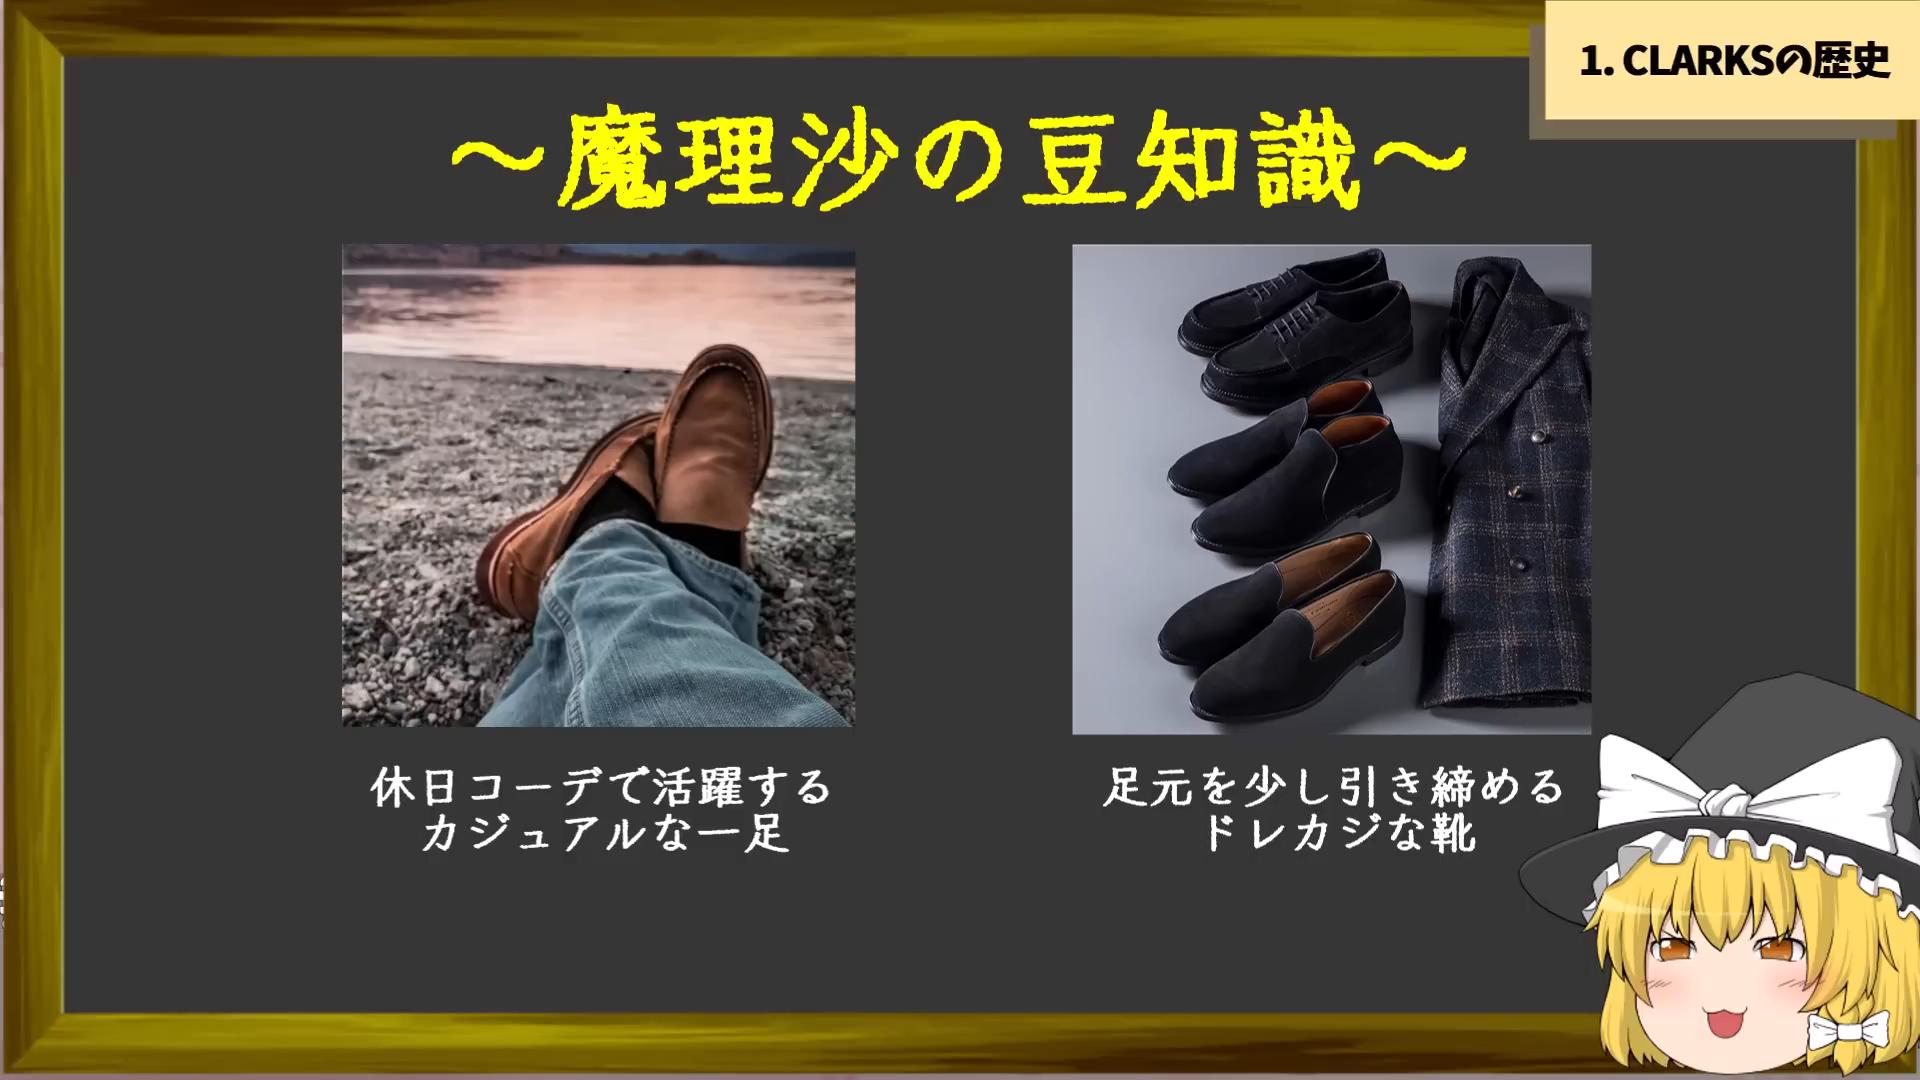 1. CLARKSの歴史
～魔理沙の豆知識～
休日コーデで活躍する
カジュアルな一足
足元を少し引き締める
ドレカジな靴